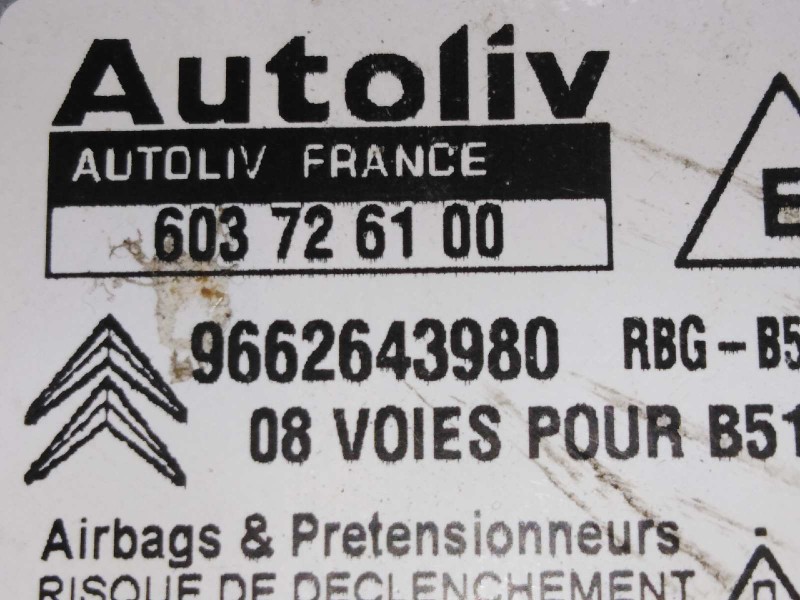 Autoliv
AUTOLIV FRANCE
603 72 61 00
E
9662643980 RBG-B5
08 VOIES POUR B51
Airbags & Pretensionneurs
RISQUE DE DECLENCHEMENT